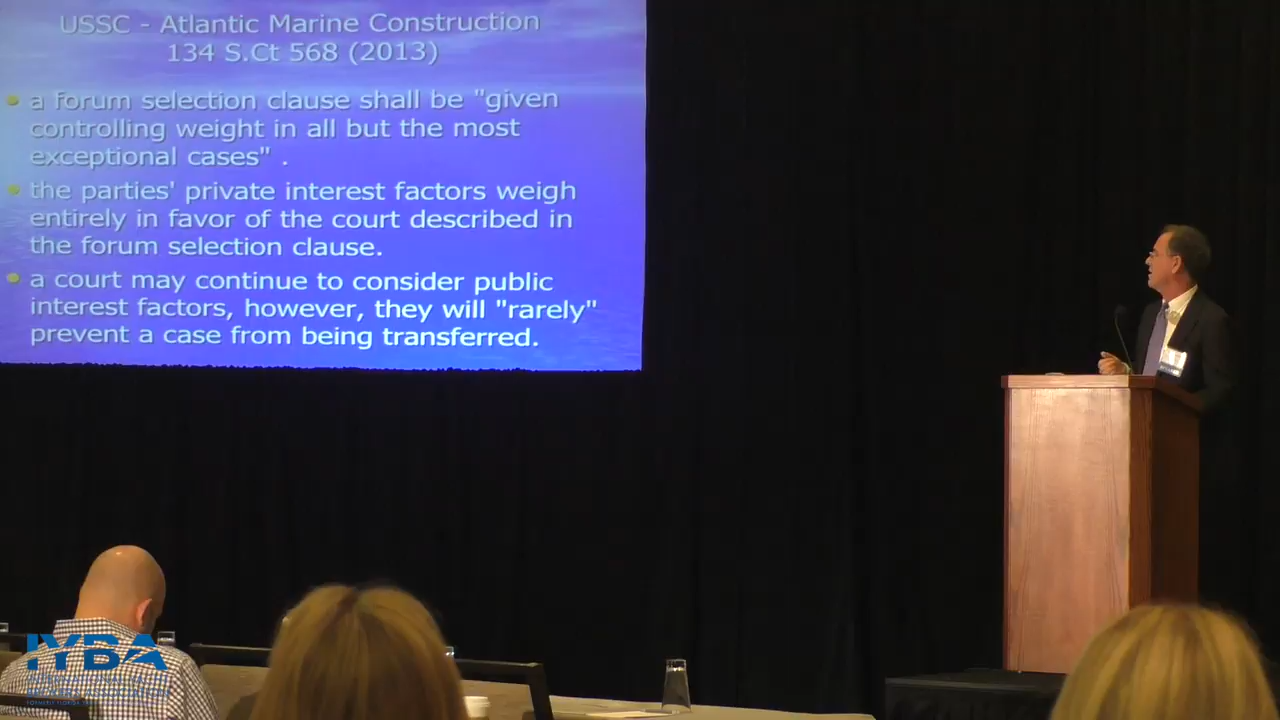 USSC - Atlantic Marine Construction
134 S.Ct 568 (2013)
a forum selection clause shall be "given
controlling weight in all but the most
exceptional cases" .
the parties' private interest factors weigh
entirely in favor of the court described in
the forum selection clause.
a court may continue to consider public
interest factors, however, they will "rarely"
prevent a case from being transferred.
IYBA